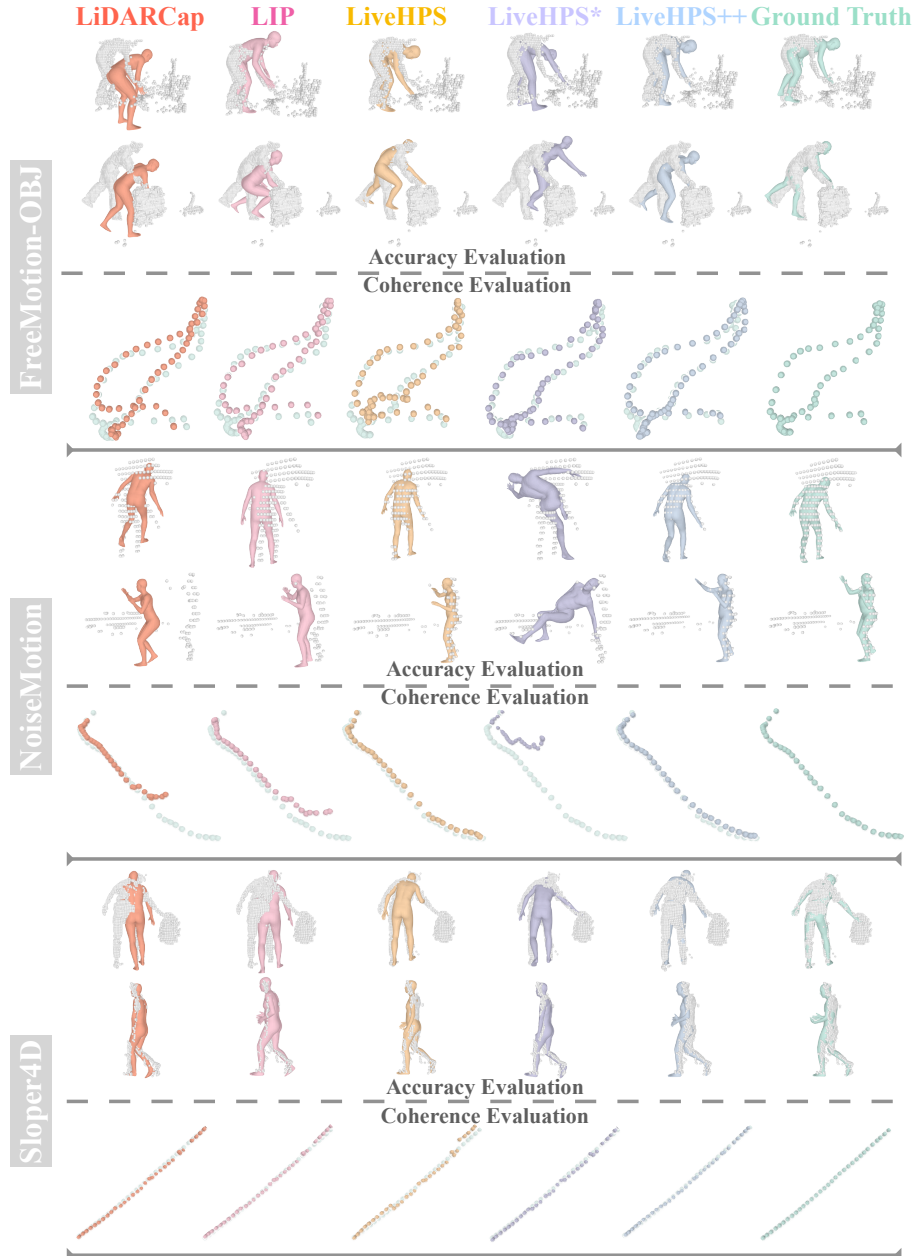 LiDARCap LIP LiveHPS LiveHPS* LiveHPS++ Ground Truth
FreeMotion-OBJ
Accuracy Evaluation
Coherence Evaluation
NoiseMotion
Accuracy Evaluation
Coherence Evaluation
Sloper4D
Accuracy Evaluation
Coherence Evaluation